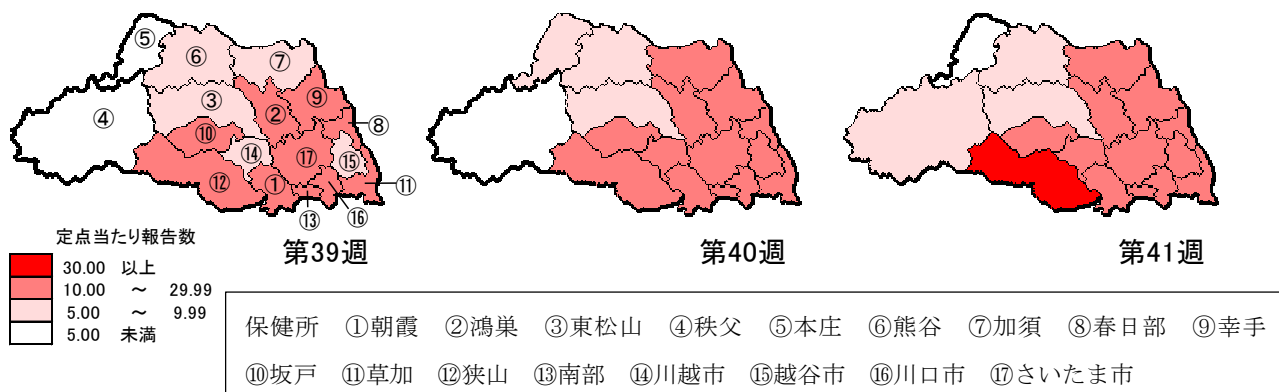 ⑤
⑥
⑦
④
③
②
⑨
⑧
⑩
⑭
⑰
⑮
⑫
①
⑪
⑬
⑯
定点当たり報告数
30.00 以上
10.00 ～ 29.99
5.00 ～ 9.99
5.00 未満
第39週
第40週
第41週
保健所 ①朝霞 ②鴻巣 ③東松山 ④秩父 ⑤本庄 ⑥熊谷 ⑦加須 ⑧春日部 ⑨幸手
⑩坂戸 ⑪草加 ⑫狭山 ⑬南部 ⑭川越市 ⑮越谷市 ⑯川口市 ⑰さいたま市